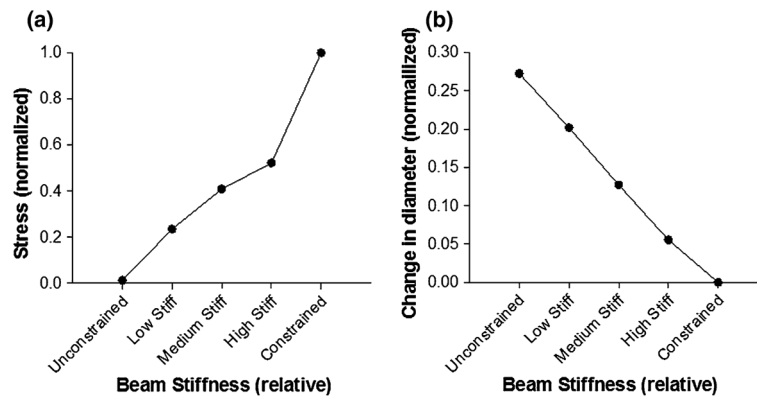 (a)
Stress (normalized)
1.0
0.8
0.6
0.4
0.2
0.0
Unconstrained
Low Stiff
Medium Stiff
High Stiff
Constrained
Beam Stiffness (relative)
(b)
Change in diameter (normallized)
0.30
0.25
0.20
0.15
0.10
0.05
0.00
Unconstrained
Low Stiff
Medium Stiff
High Stiff
Constrained
Beam Stiffness (relative)